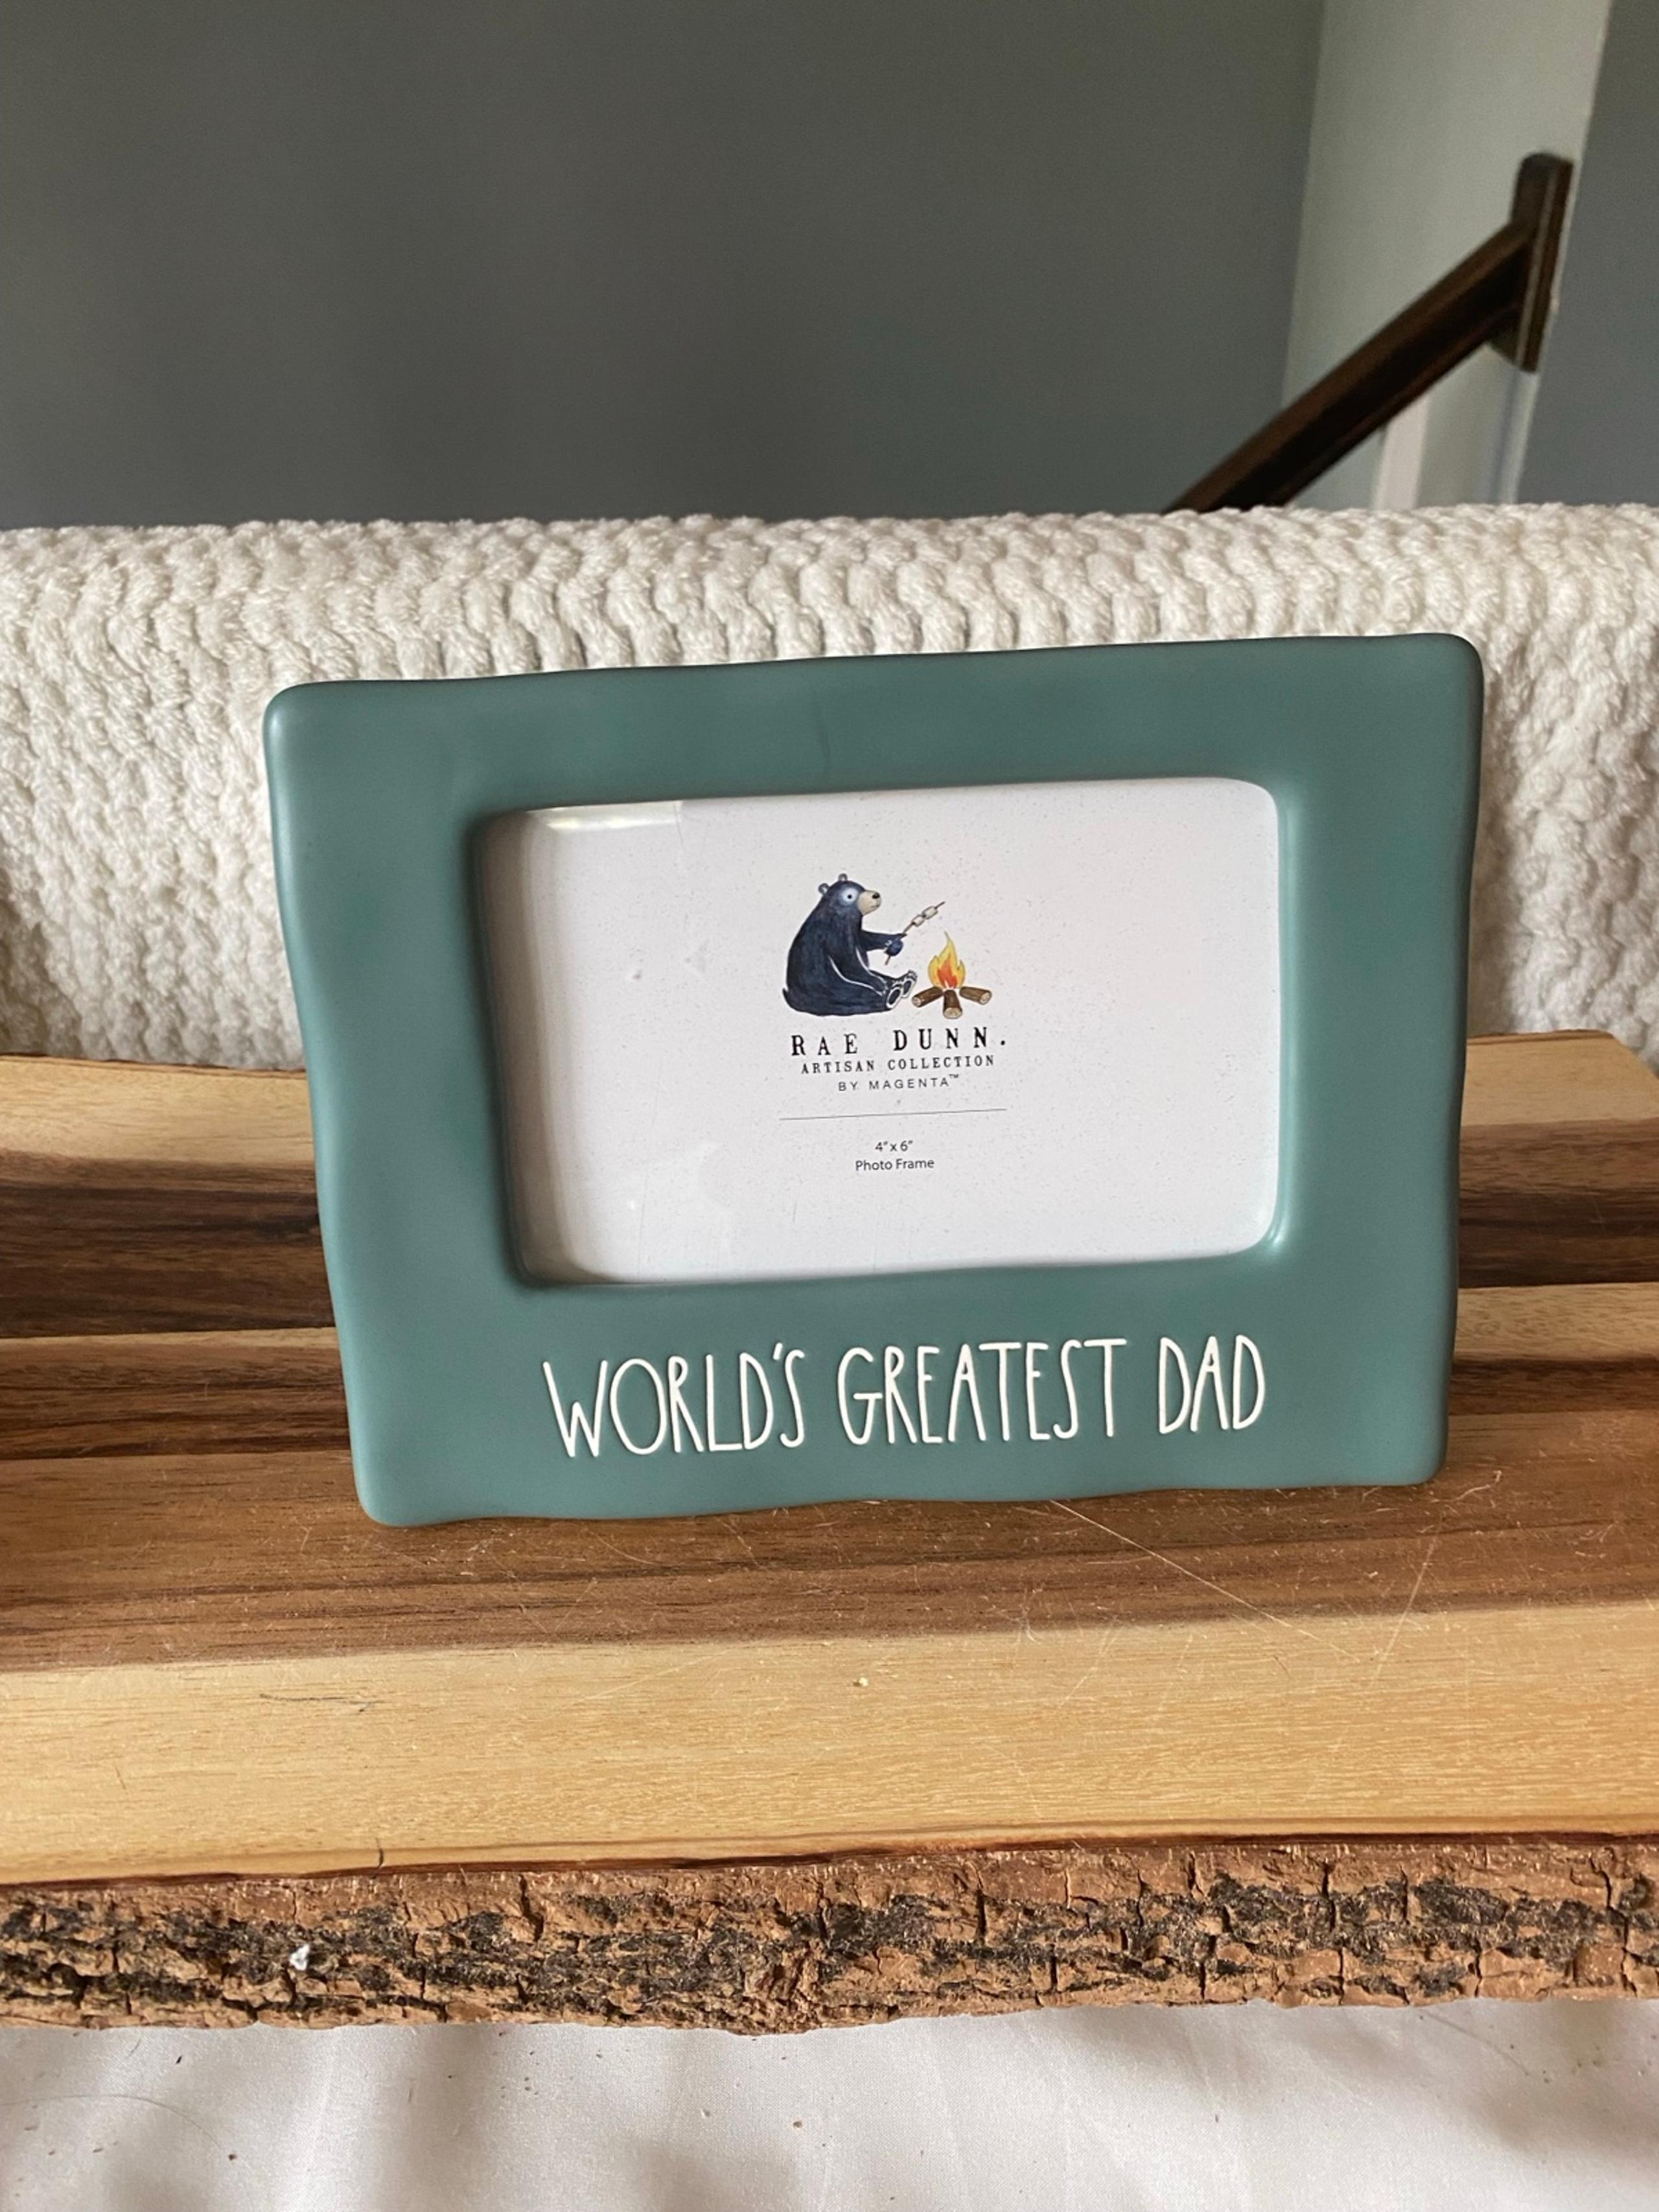 RAE DUNN.
ARTISAN COLLECTION
BY MAGENTA™
4" x 6"
Photo Frame
WORLD'S GREATEST DAD